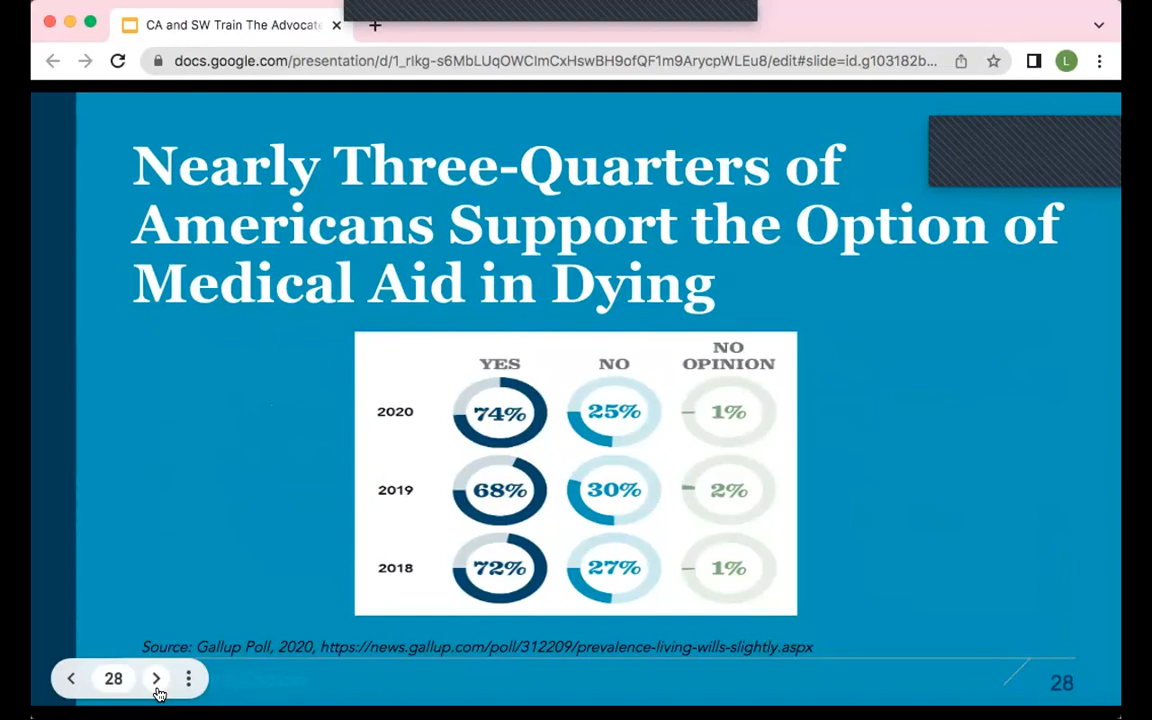 CA and SW Train The Advocate
docs.google.com/presentation/d/1_rIkg-s6MbLUqOWCImCxHswBH9ofQF1m9ArycpWLEu8/edit#slide=id.g103182b...
L
Nearly Three-Quarters of
Americans Support the Option of
Medical Aid in Dying
YES NO NO OPINION
2020 74% 25% 1%
2019 68% 30% 2%
2018 72% 27% 1%
Source: Gallup Poll, 2020, https://news.gallup.com/poll/312209/prevalence-living-wills-slightly.aspx
28
28